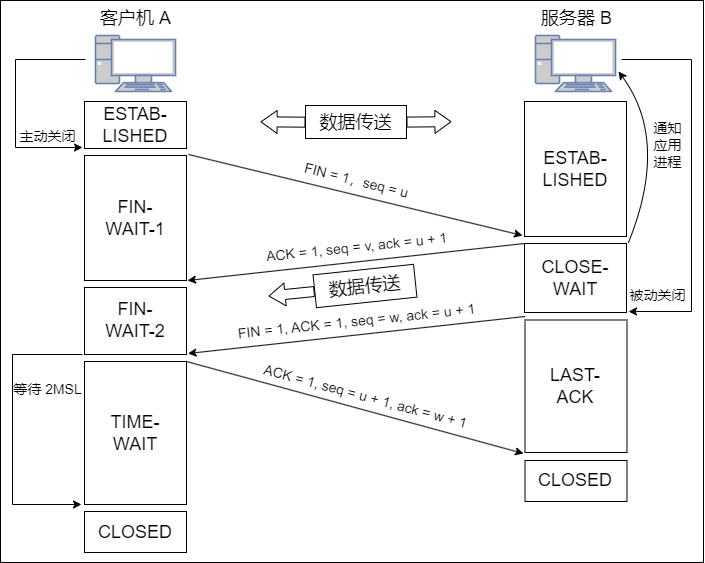 客户机 A
服务器 B
ESTAB-
LISHED
数据传送
主动关闭
通知
应用
进程
ESTAB-
LISHED
FIN = 1,  seq = u
FIN-
WAIT-1
ACK = 1, seq = v, ack = u + 1
CLOSE-
WAIT
数据传送
被动关闭
FIN-
WAIT-2
FIN = 1, ACK = 1, seq = w, ack = u + 1
等待 2MSL
ACK = 1, seq = u + 1, ack = w + 1
LAST-
ACK
TIME-
WAIT
CLOSED
CLOSED